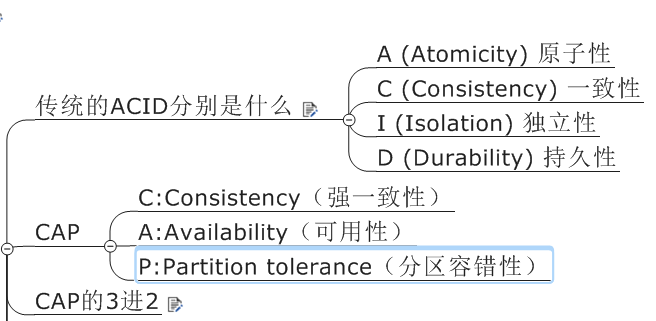 传统的ACID分别是什么
A (Atomicity) 原子性
C (Consistency) 一致性
I (Isolation) 独立性
D (Durability) 持久性
CAP
C:Consistency（强一致性）
A:Availability（可用性）
P:Partition tolerance（分区容错性）
CAP的3进2